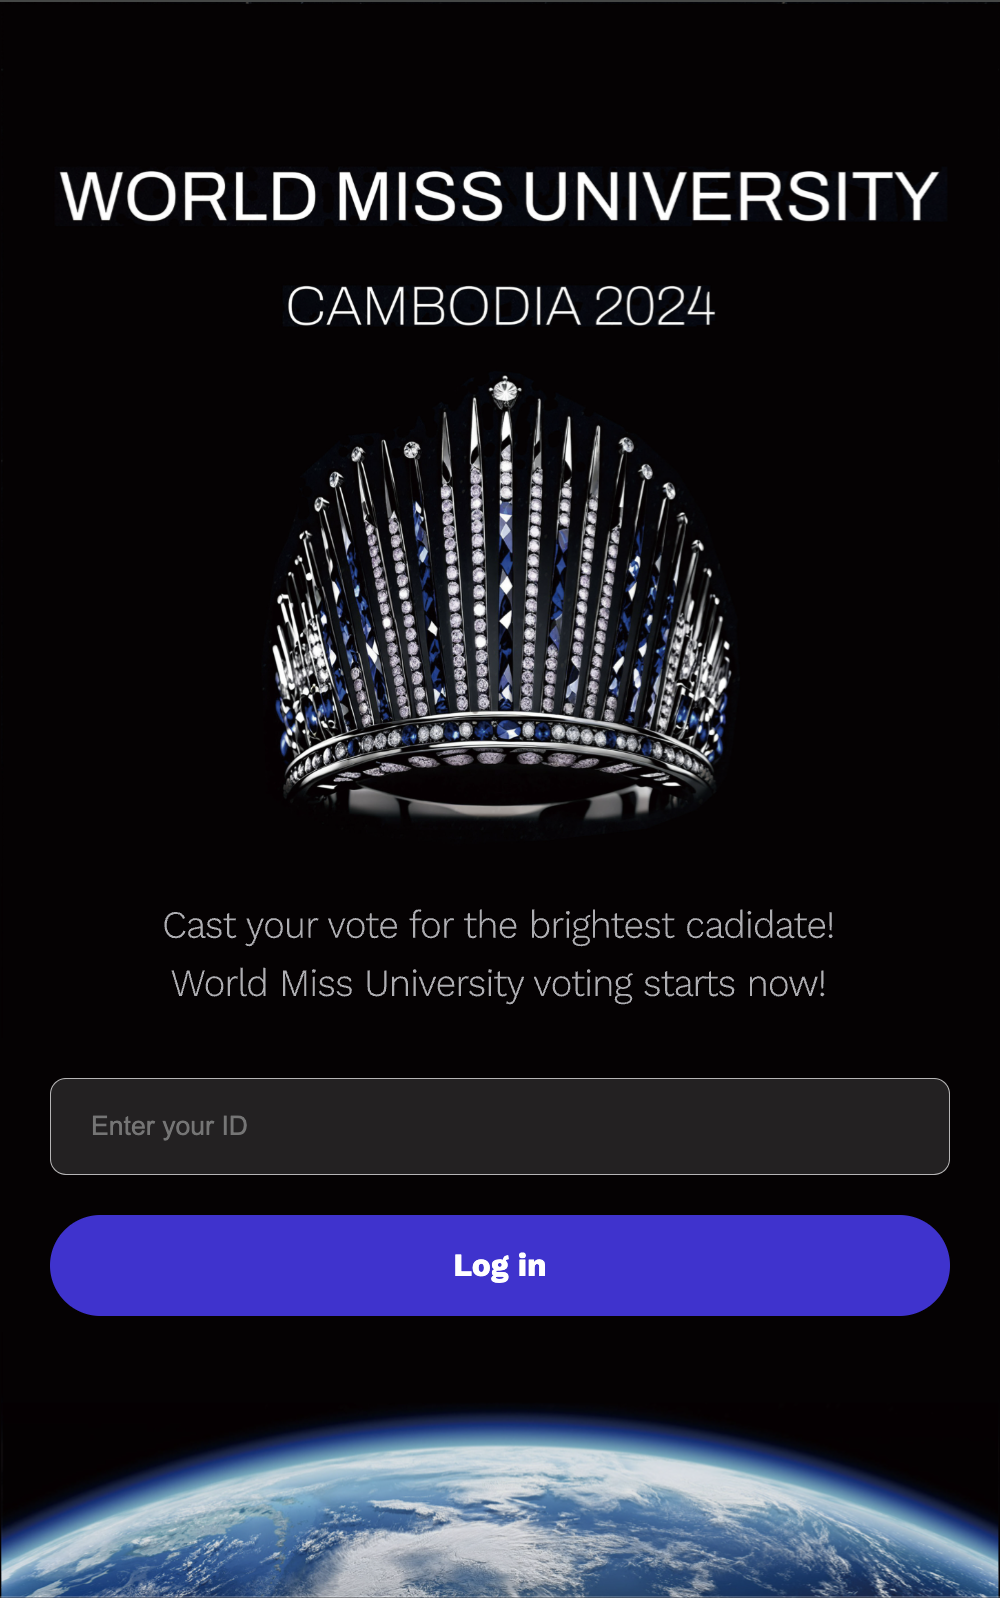 WORLD MISS UNIVERSITY
CAMBODIA 2024
Cast your vote for the brightest cadidate!
World Miss University voting starts now!
Enter your ID
Log in